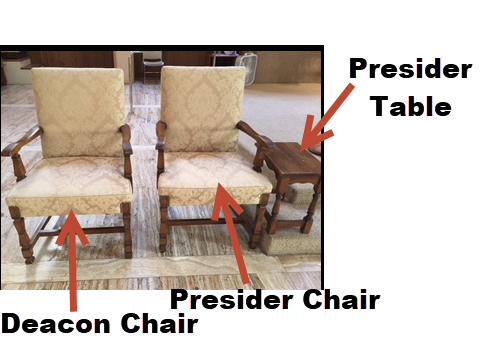 Presider
Table
Presider Chair
Deacon Chair